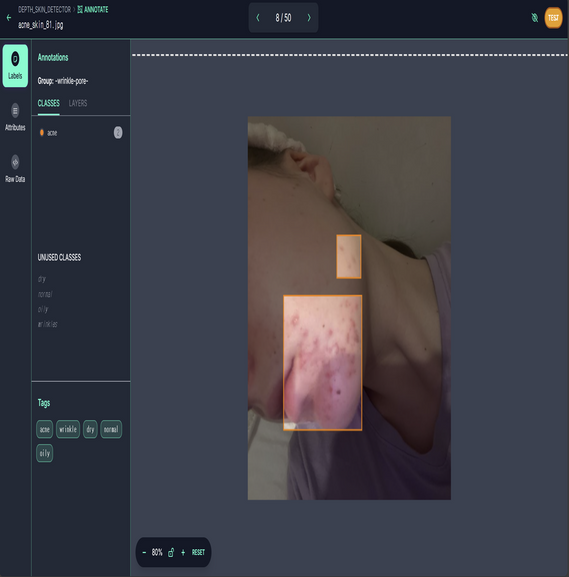 DEPTH_SKIN_DETECTOR > ANNOTATE
acne_skin_81.jpg
8 / 50
TEST
Labels
Attributes
Raw Data
Annotations
Group: -wrinkle-pore-
CLASSES LAYERS
acne 2
UNUSED CLASSES
dry
normal
oily
wrinkles
Tags
acne wrinkle dry normal
oily
− 80% + RESET